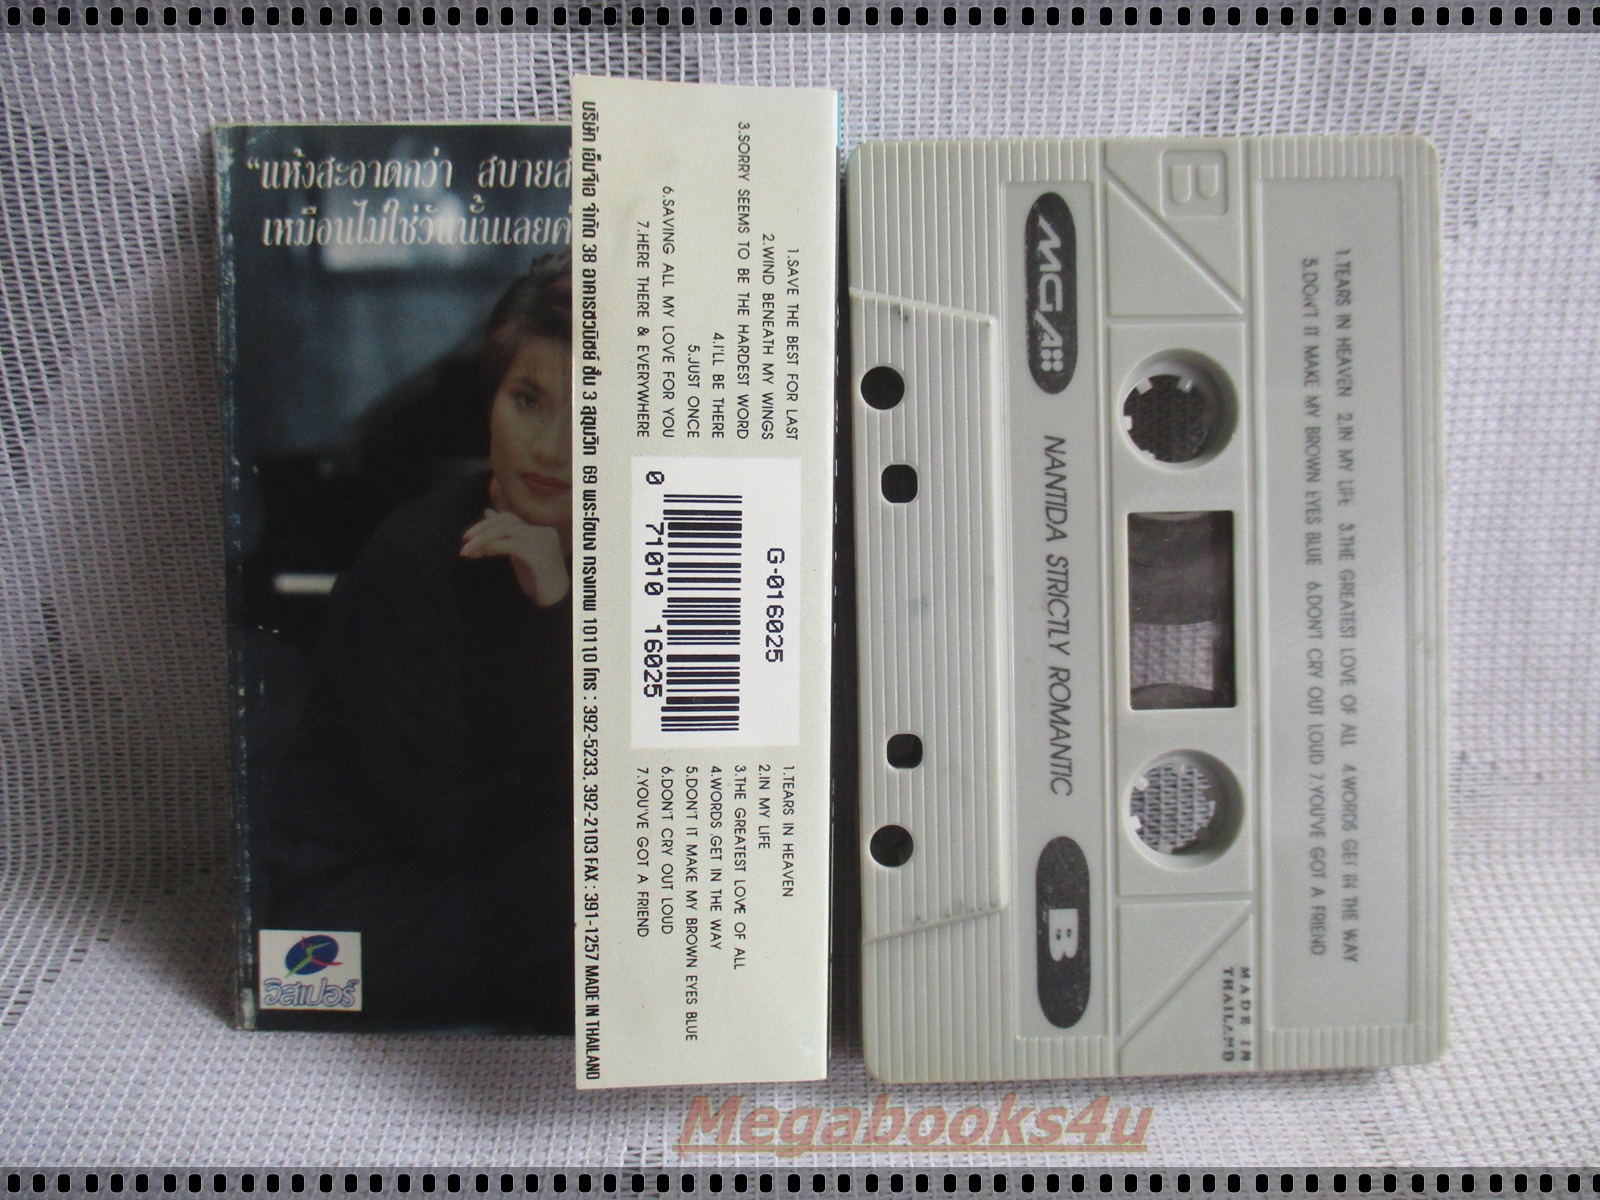 "แห้งสะอาดกว่า สบายส
เหมือนไม่ใช่วันนั้นเลยค่
วิสเปอร์
1.SAVE THE BEST FOR LAST
2.WIND BENEATH MY WINGS
3.SORRY SEEMS TO BE THE HARDEST WORD
4.I'LL BE THERE
5.JUST ONCE
6.SAVING ALL MY LOVE FOR YOU
7.HERE THERE & EVERYWHERE
G-016025
0 71010 16025
1.TEARS IN HEAVEN
2.IN MY LIFE
3.THE GREATEST LOVE OF ALL
4.WORDS GET IN THE WAY
5.DON'T IT MAKE MY BROWN EYES BLUE
6.DON'T CRY OUT LOUD
7.YOU'VE GOT A FRIEND
บริษัท เอ็มจีเอ จำกัด 38 อาคารชวนิชย์ ชั้น 3 สุขุมวิท 69 พระโขนง กรุงเทพ 10110 โทร : 392-5233, 392-2103 FAX : 391-1257 MADE IN THAILAND
B
1.TEARS IN HEAVEN 2.IN MY LIFE 3.THE GREATEST LOVE OF ALL 4.WORDS GET IN THE WAY
5.DON'T IT MAKE MY BROWN EYES BLUE 6.DON'T CRY OUT LOUD 7.YOU'VE GOT A FRIEND
MADE IN
THAILAND
MGA
NANTIDA STRICTLY ROMANTIC
B
Megabooks4u